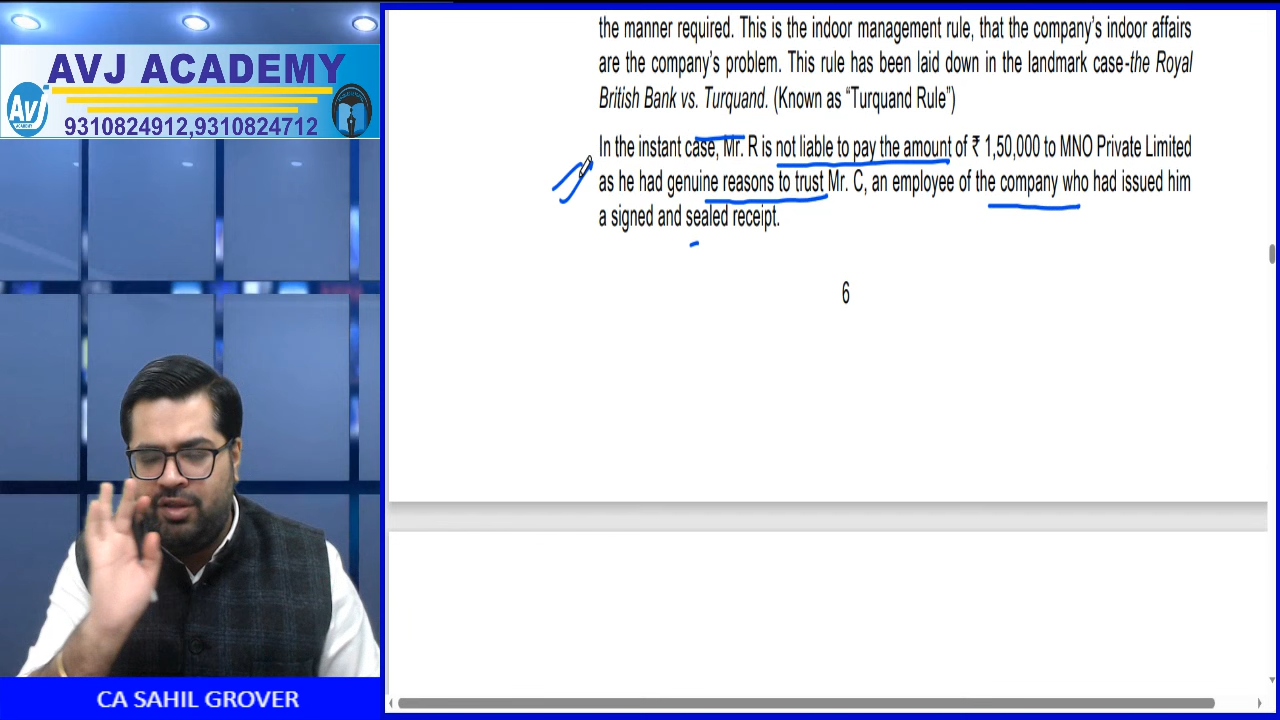 AVJ ACADEMY
AVJ
ACADEMY
9310824912,9310824712
the manner required. This is the indoor management rule, that the company's indoor affairs
are the company's problem. This rule has been laid down in the landmark case-the Royal
British Bank vs. Turquand. (Known as “Turquand Rule”)
In the instant case, Mr. R is not liable to pay the amount of ₹ 1,50,000 to MNO Private Limited
as he had genuine reasons to trust Mr. C, an employee of the company who had issued him
a signed and sealed receipt.
6
CA SAHIL GROVER